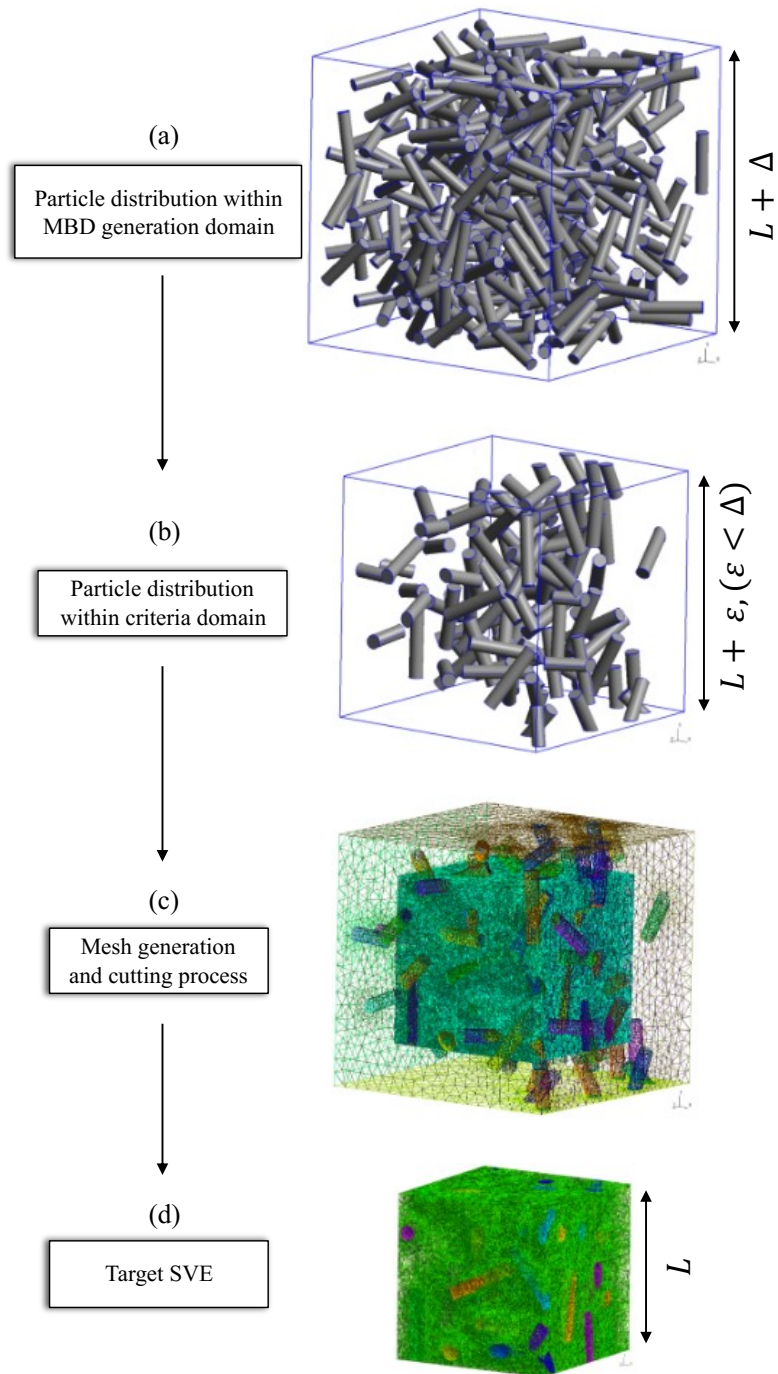 (a)
Particle distribution within
MBD generation domain
L + Δ
(b)
Particle distribution
within criteria domain
L + ε, (ε < Δ)
(c)
Mesh generation
and cutting process
(d)
Target SVE
L